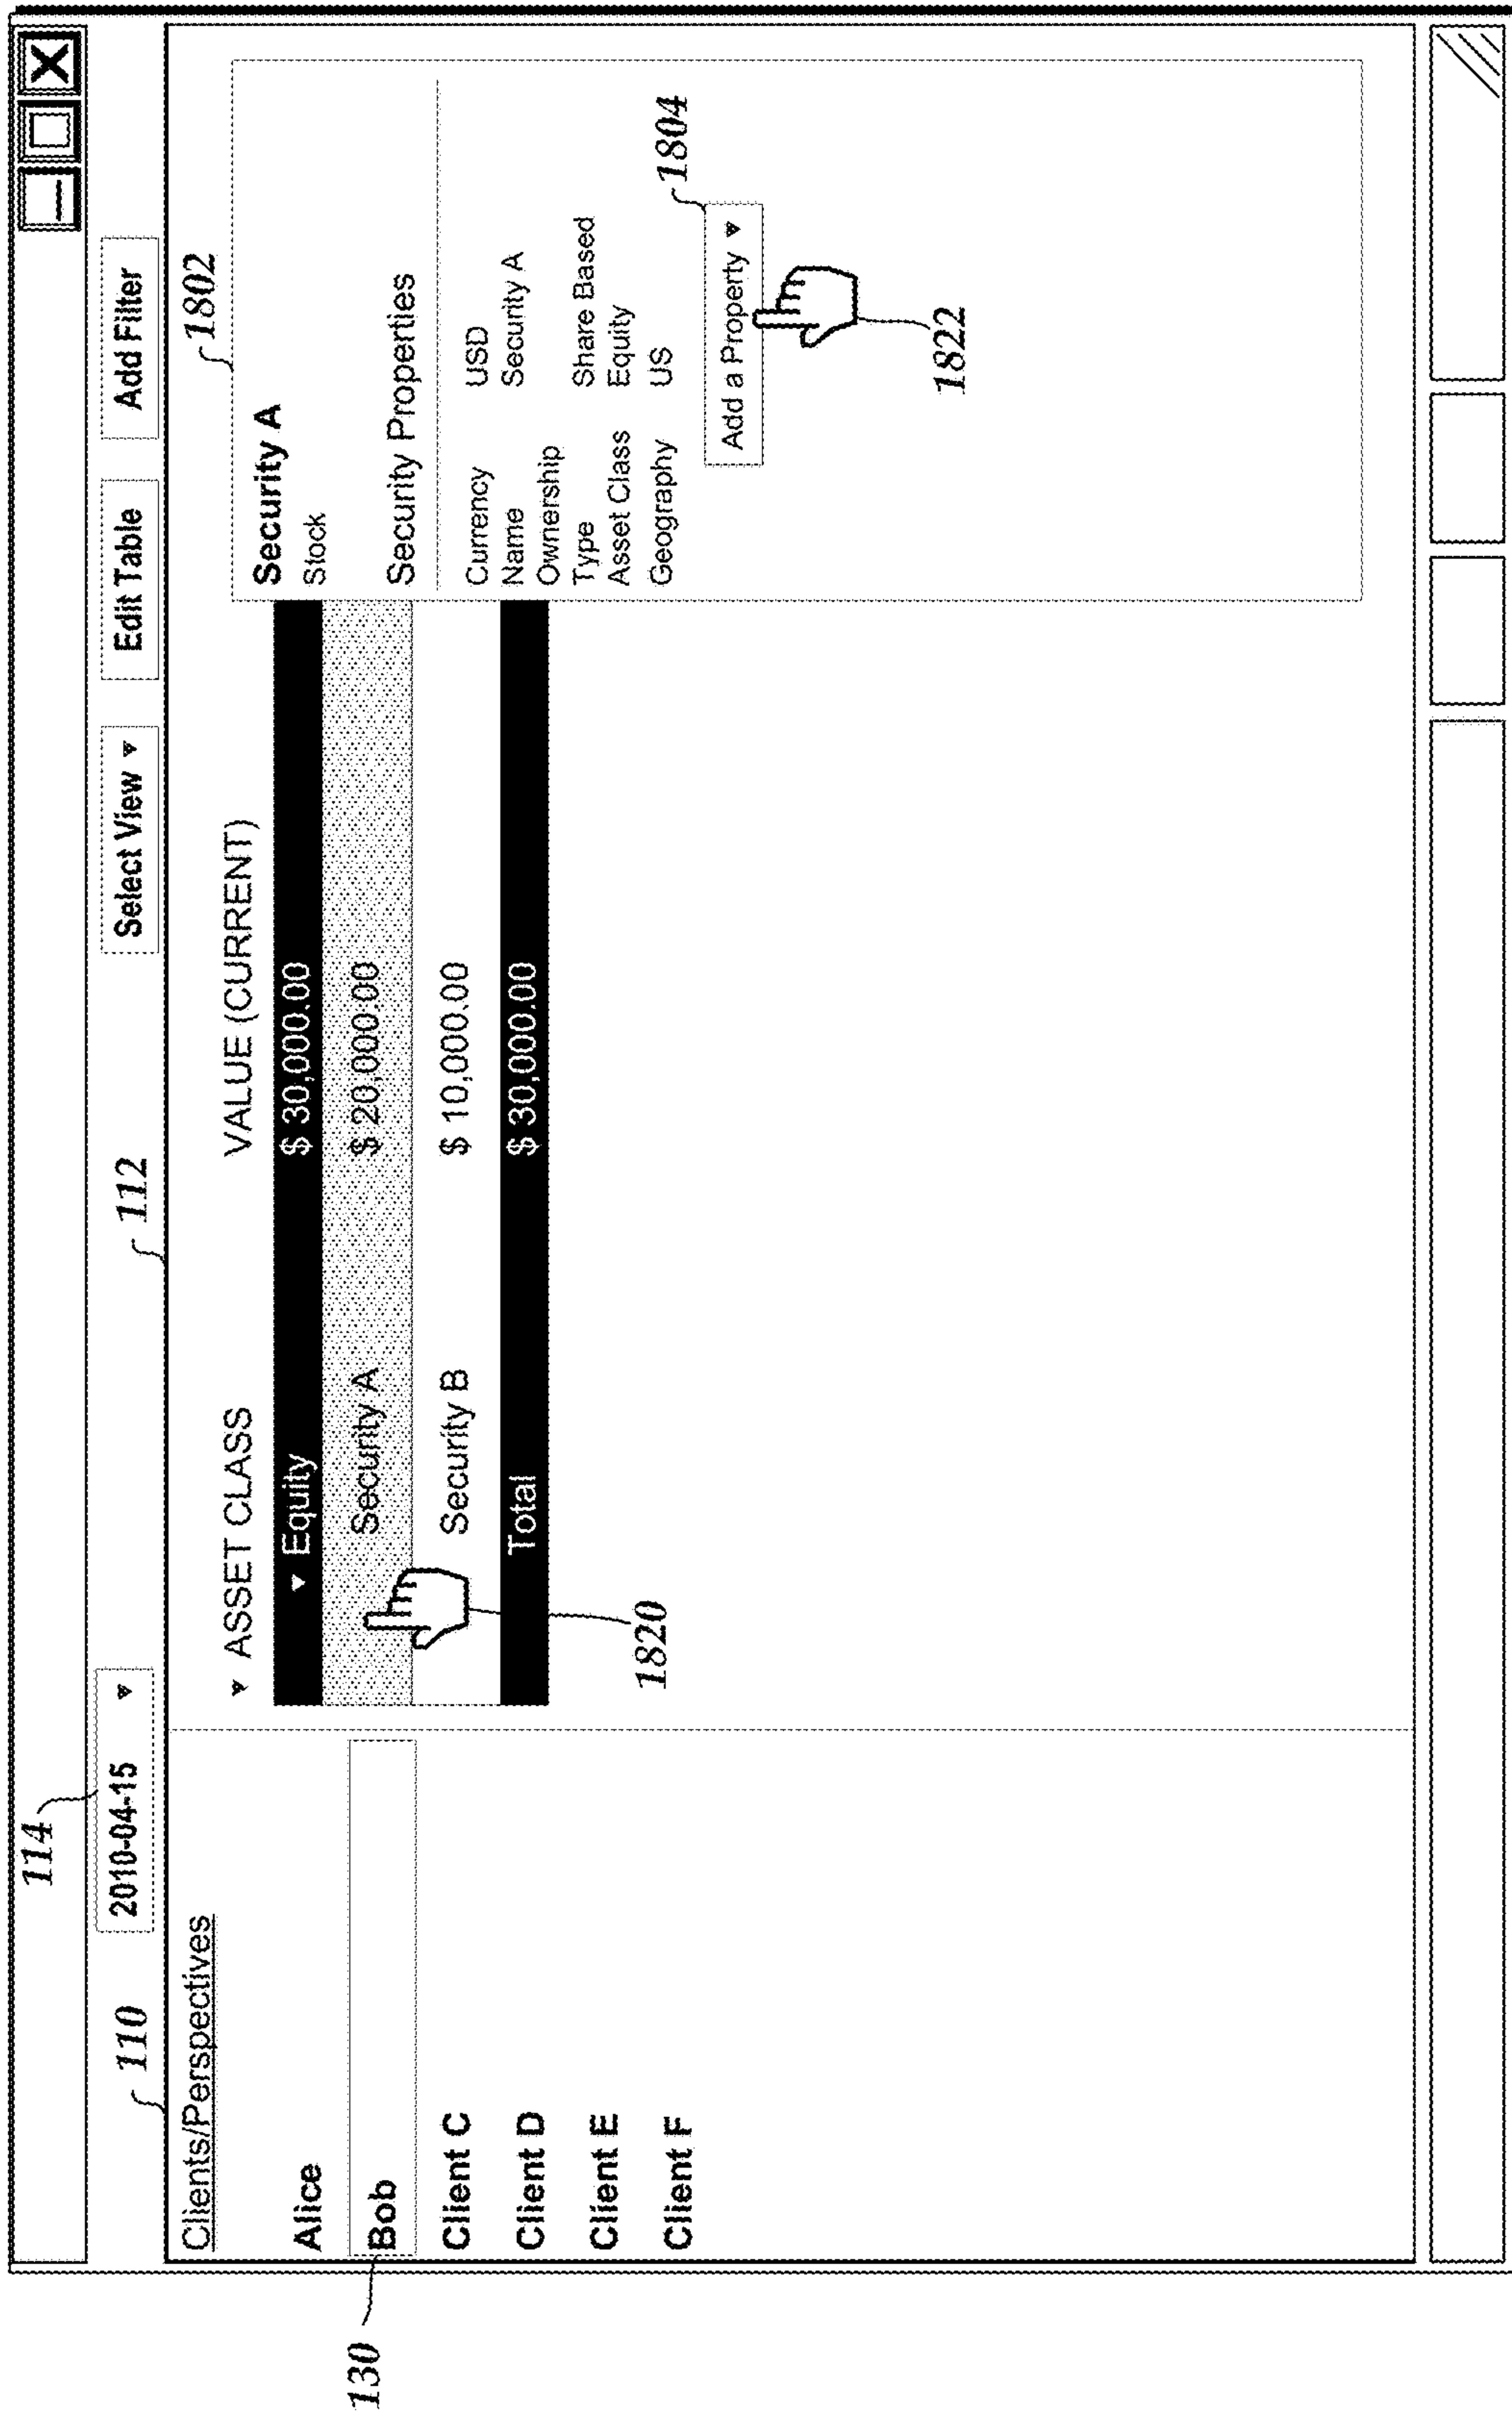 114
110 2010-04-15 112 Select View Edit Table Add Filter
Clients/Perspectives
Alice
Bob
Client C
Client D
Client E
Client F
130
ASSET CLASS VALUE (CURRENT)
Equity $ 30,000.00
Security A $ 20,000.00
Security B $ 10,000.00
Total $ 30,000.00
1820
1802
Security A
Stock
Security Properties
Currency USD
Name Security A
Ownership
Type Share Based
Asset Class Equity
Geography US
1804
Add a Property
1822